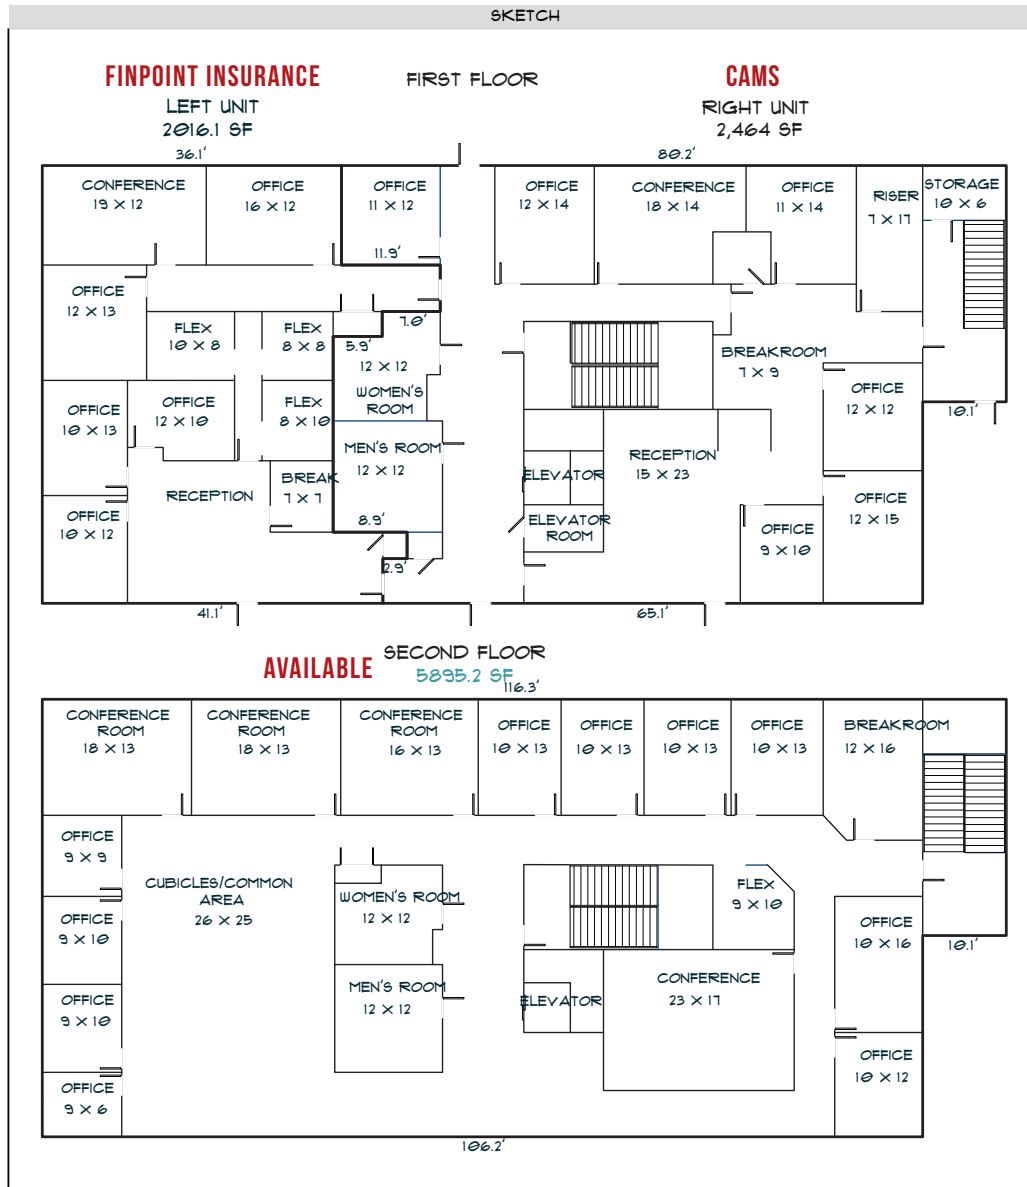 SKETCH
FINPOINT INSURANCE
FIRST FLOOR
CAMS
LEFT UNIT
2016.1 SF
RIGHT UNIT
2,464 SF
36.1'
80.2'
CONFERENCE
19 X 12
OFFICE
16 X 12
OFFICE
11 X 12
OFFICE
12 X 14
CONFERENCE
18 X 14
OFFICE
11 X 14
RISER
7 X 17
STORAGE
10 X 6
11.9'
OFFICE
12 X 13
7.0'
FLEX
10 X 8
FLEX
8 X 8
5.9'
12 X 12
WOMEN'S
ROOM
BREAKROOM
7 X 9
OFFICE
12 X 12
10.1'
OFFICE
10 X 13
OFFICE
12 X 10
FLEX
8 X 10
MEN'S ROOM
12 X 12
RECEPTION
15 X 23
ELEVATOR
RECEPTION
BREAK
7 X 7
8.9'
ELEVATOR
ROOM
OFFICE
12 X 15
OFFICE
10 X 12
OFFICE
9 X 10
2.9'
41.1'
65.1'
SECOND FLOOR
AVAILABLE
5895.2 SF
116.3'
CONFERENCE
ROOM
18 X 13
CONFERENCE
ROOM
18 X 13
CONFERENCE
ROOM
16 X 13
OFFICE
10 X 13
OFFICE
10 X 13
OFFICE
10 X 13
OFFICE
10 X 13
BREAKROOM
12 X 16
OFFICE
9 X 9
CUBICLES/COMMON
AREA
26 X 25
WOMEN'S ROOM
12 X 12
FLEX
9 X 10
OFFICE
9 X 10
OFFICE
10 X 16
10.1'
MEN'S ROOM
12 X 12
ELEVATOR
CONFERENCE
23 X 17
OFFICE
9 X 10
OFFICE
10 X 12
OFFICE
9 X 6
106.2'